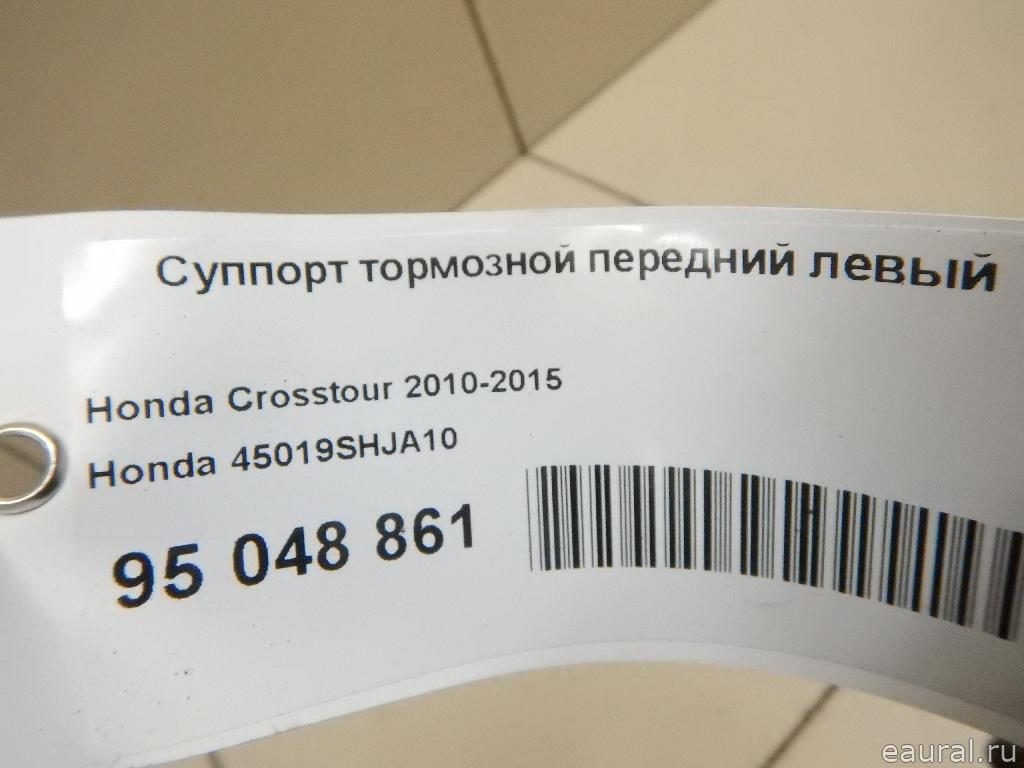 Суппорт тормозной передний левый
Honda Crosstour 2010-2015
Honda 45019SHJA10
95 048 861
eaural.ru